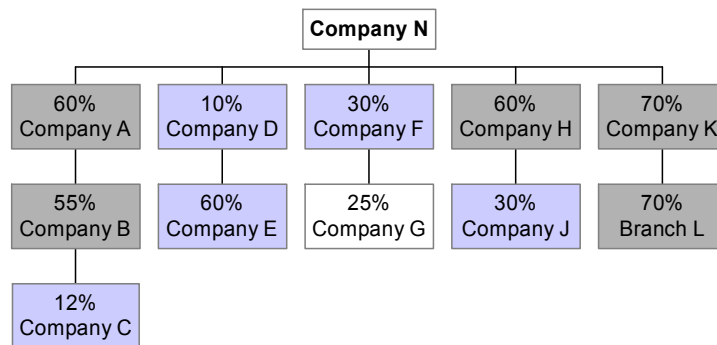 Company N
60%
Company A
10%
Company D
30%
Company F
60%
Company H
70%
Company K
55%
Company B
60%
Company E
25%
Company G
30%
Company J
70%
Branch L
12%
Company C